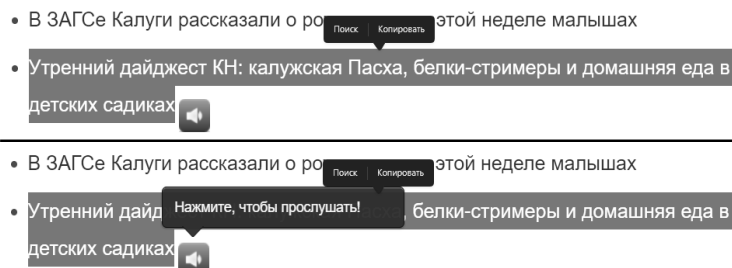 В ЗАГСе Калуги рассказали о ро этой неделе малышах
Поиск Копировать
Утренний дайджест КН: калужская Пасха, белки-стримеры и домашняя еда в
детских садиках
В ЗАГСе Калуги рассказали о ро этой неделе малышах
Поиск Копировать
Утренний дайд , белки-стримеры и домашняя еда в
Нажмите, чтобы прослушать!
детских садиках